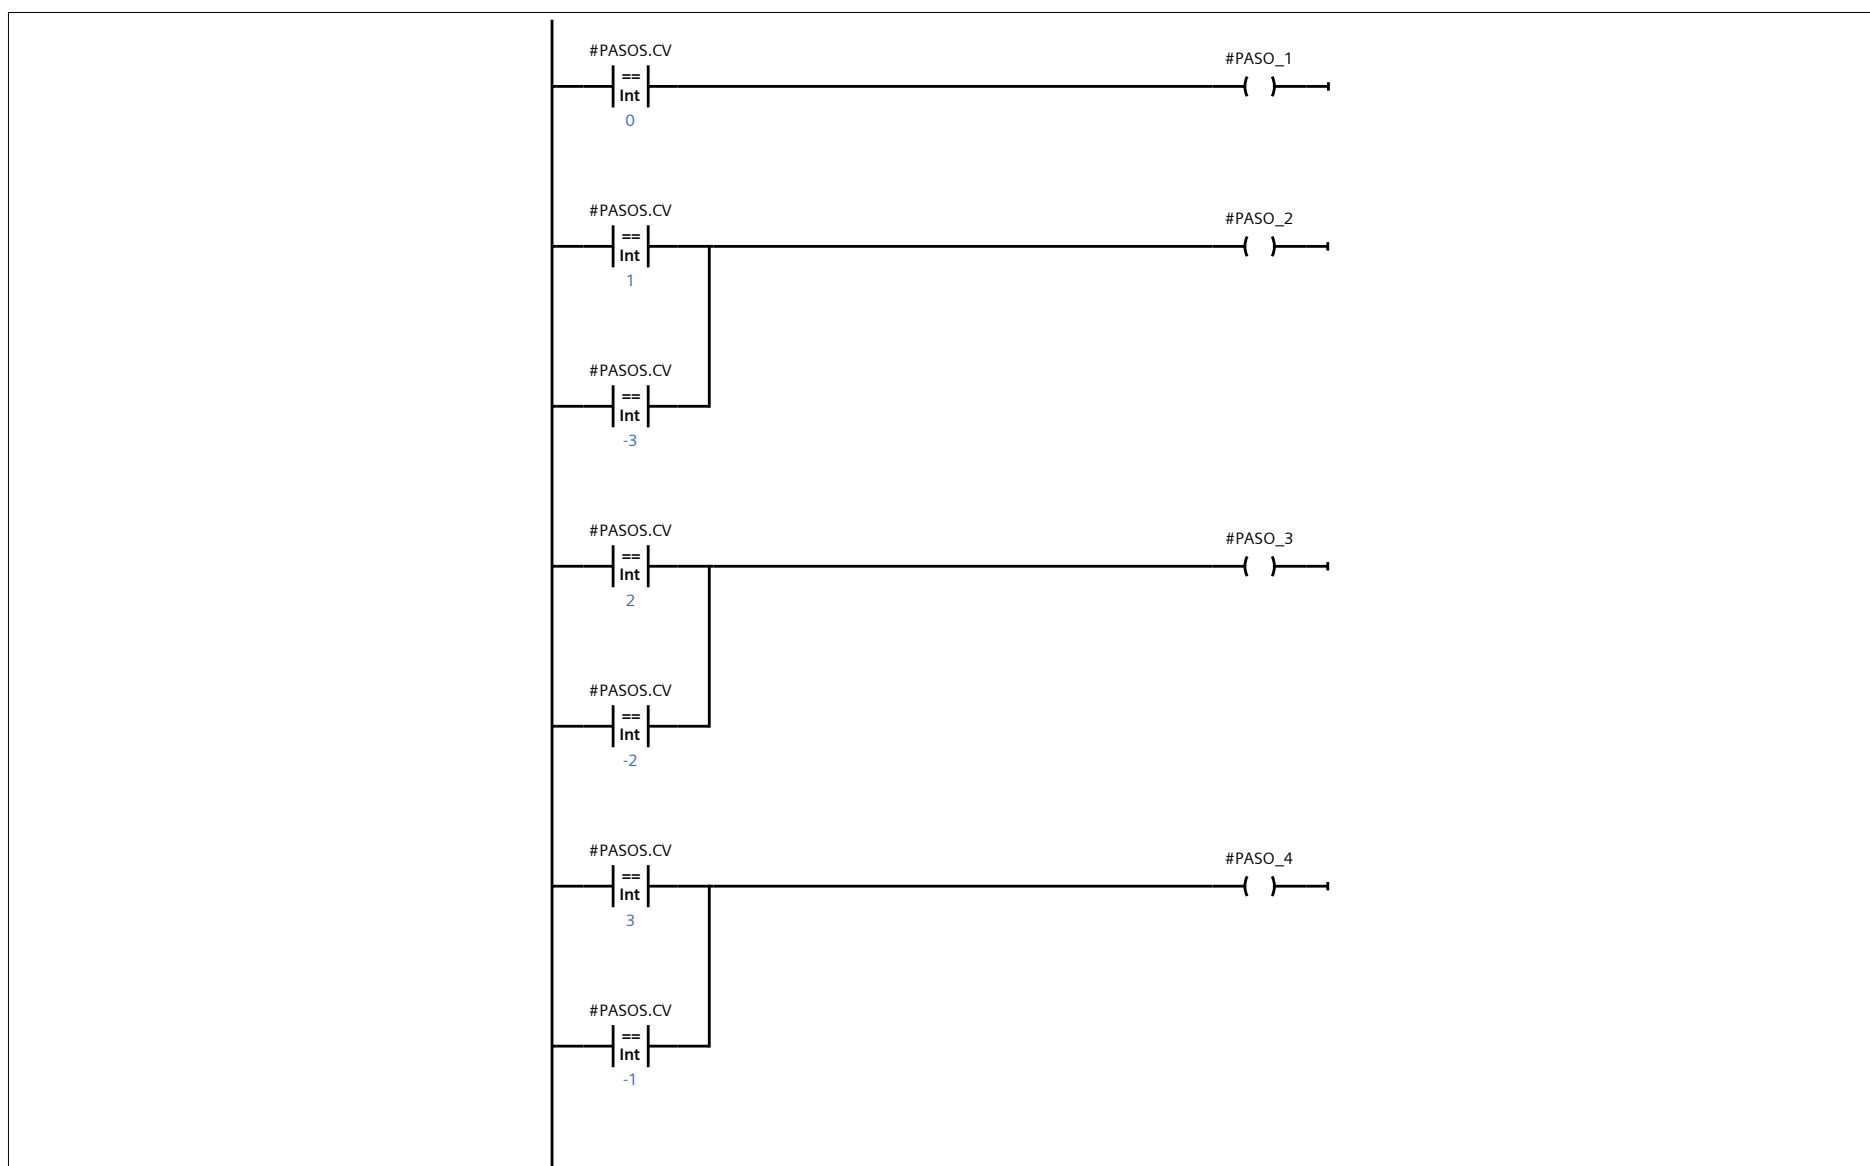 #PASOS.CV
#PASO_1
==
Int
0
#PASOS.CV
#PASO_2
==
Int
1
#PASOS.CV
==
Int
-3
#PASOS.CV
#PASO_3
==
Int
2
#PASOS.CV
==
Int
-2
#PASOS.CV
#PASO_4
==
Int
3
#PASOS.CV
==
Int
-1